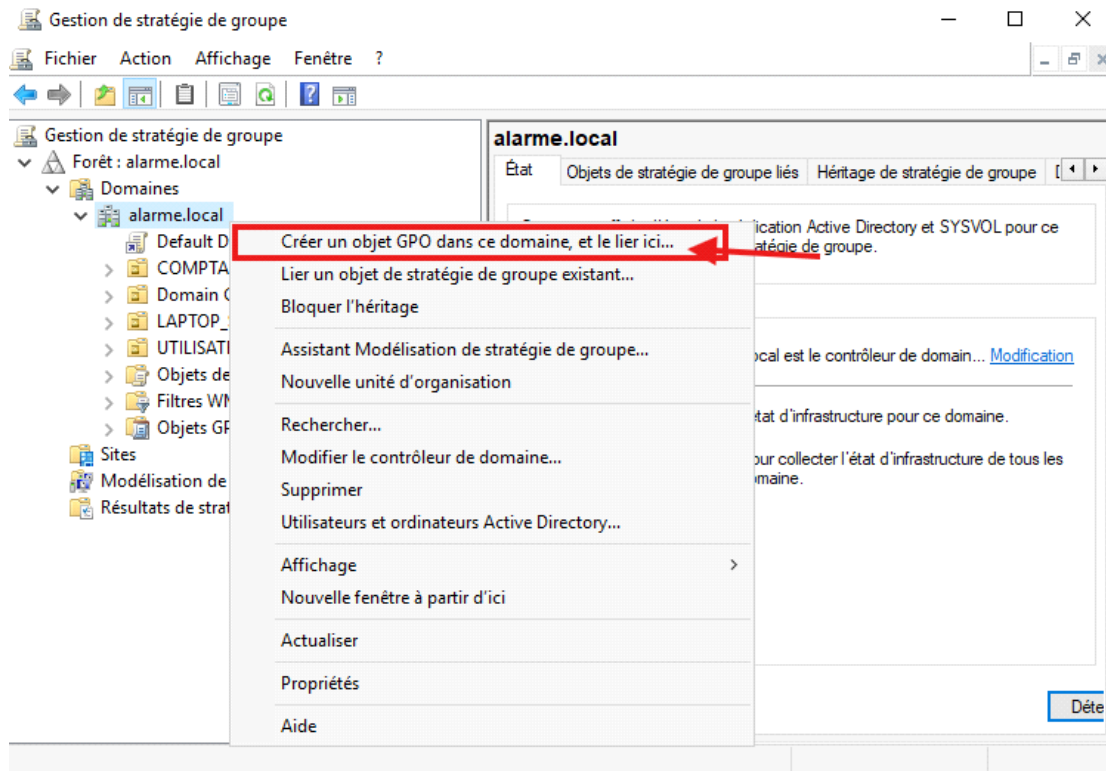 Gestion de stratégie de groupe
Fichier Action Affichage Fenêtre ?
Gestion de stratégie de groupe
Forêt : alarme.local
Domaines
alarme.local
Default D
COMPTA
Domain
LAPTOP_
UTILISATI
Objets de
Filtres WM
Objets GP
Sites
Modélisation de
Résultats de strat
Créer un objet GPO dans ce domaine, et le lier ici...
Lier un objet de stratégie de groupe existant...
Bloquer l'héritage
Assistant Modélisation de stratégie de groupe...
Nouvelle unité d'organisation
Rechercher...
Modifier le contrôleur de domaine...
Supprimer
Utilisateurs et ordinateurs Active Directory...
Affichage
Nouvelle fenêtre à partir d'ici
Actualiser
Propriétés
Aide
alarme.local
État Objets de stratégie de groupe liés Héritage de stratégie de groupe
ication Active Directory et SYSVOL pour ce
atégie de groupe.
ocal est le contrôleur de domain... Modification
état d'infrastructure pour ce domaine.
our collecter l'état d'infrastructure de tous les
omaine.
Déte